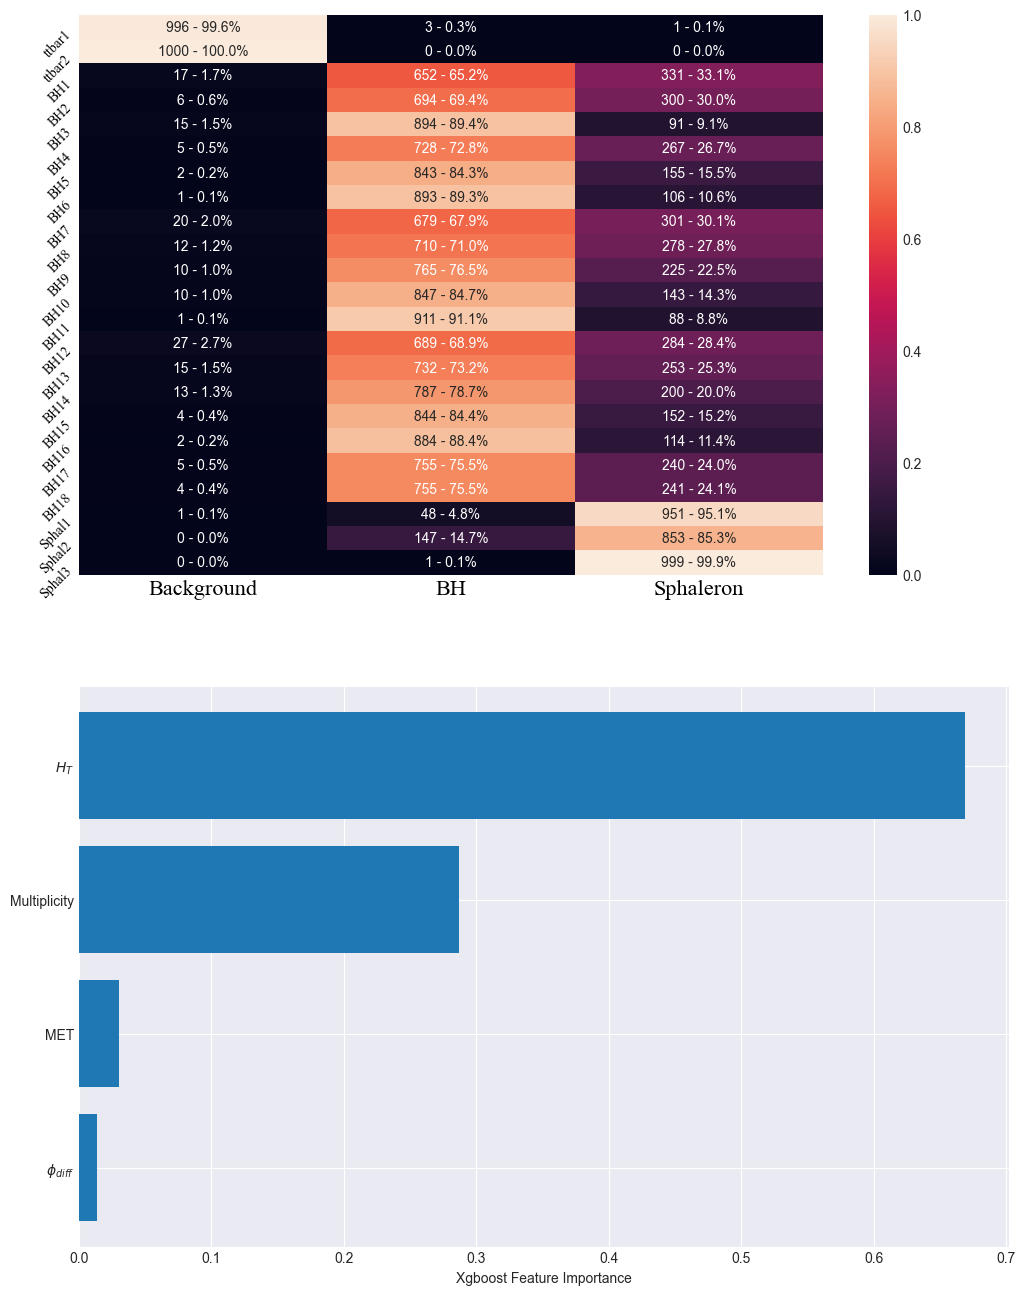 ttbar1 996 - 99.6% 3 - 0.3% 1 - 0.1%
ttbar2 1000 - 100.0% 0 - 0.0% 0 - 0.0%
BH1 17 - 1.7% 652 - 65.2% 331 - 33.1%
BH2 6 - 0.6% 694 - 69.4% 300 - 30.0%
BH3 15 - 1.5% 894 - 89.4% 91 - 9.1%
BH4 5 - 0.5% 728 - 72.8% 267 - 26.7%
BH5 2 - 0.2% 843 - 84.3% 155 - 15.5%
BH6 1 - 0.1% 893 - 89.3% 106 - 10.6%
BH7 20 - 2.0% 679 - 67.9% 301 - 30.1%
BH8 12 - 1.2% 710 - 71.0% 278 - 27.8%
BH9 10 - 1.0% 765 - 76.5% 225 - 22.5%
BH10 10 - 1.0% 847 - 84.7% 143 - 14.3%
BH11 1 - 0.1% 911 - 91.1% 88 - 8.8%
BH12 27 - 2.7% 689 - 68.9% 284 - 28.4%
BH13 15 - 1.5% 732 - 73.2% 253 - 25.3%
BH14 13 - 1.3% 787 - 78.7% 200 - 20.0%
BH15 4 - 0.4% 844 - 84.4% 152 - 15.2%
BH16 2 - 0.2% 884 - 88.4% 114 - 11.4%
BH17 5 - 0.5% 755 - 75.5% 240 - 24.0%
BH18 4 - 0.4% 755 - 75.5% 241 - 24.1%
Sphal1 1 - 0.1% 48 - 4.8% 951 - 95.1%
Sphal2 0 - 0.0% 147 - 14.7% 853 - 85.3%
Sphal3 0 - 0.0% 1 - 0.1% 999 - 99.9%
Background BH Sphaleron
1.0
0.8
0.6
0.4
0.2
0.0
H_T
Multiplicity
MET
ϕ_diff
0.0 0.1 0.2 0.3 0.4 0.5 0.6 0.7
Xgboost Feature Importance